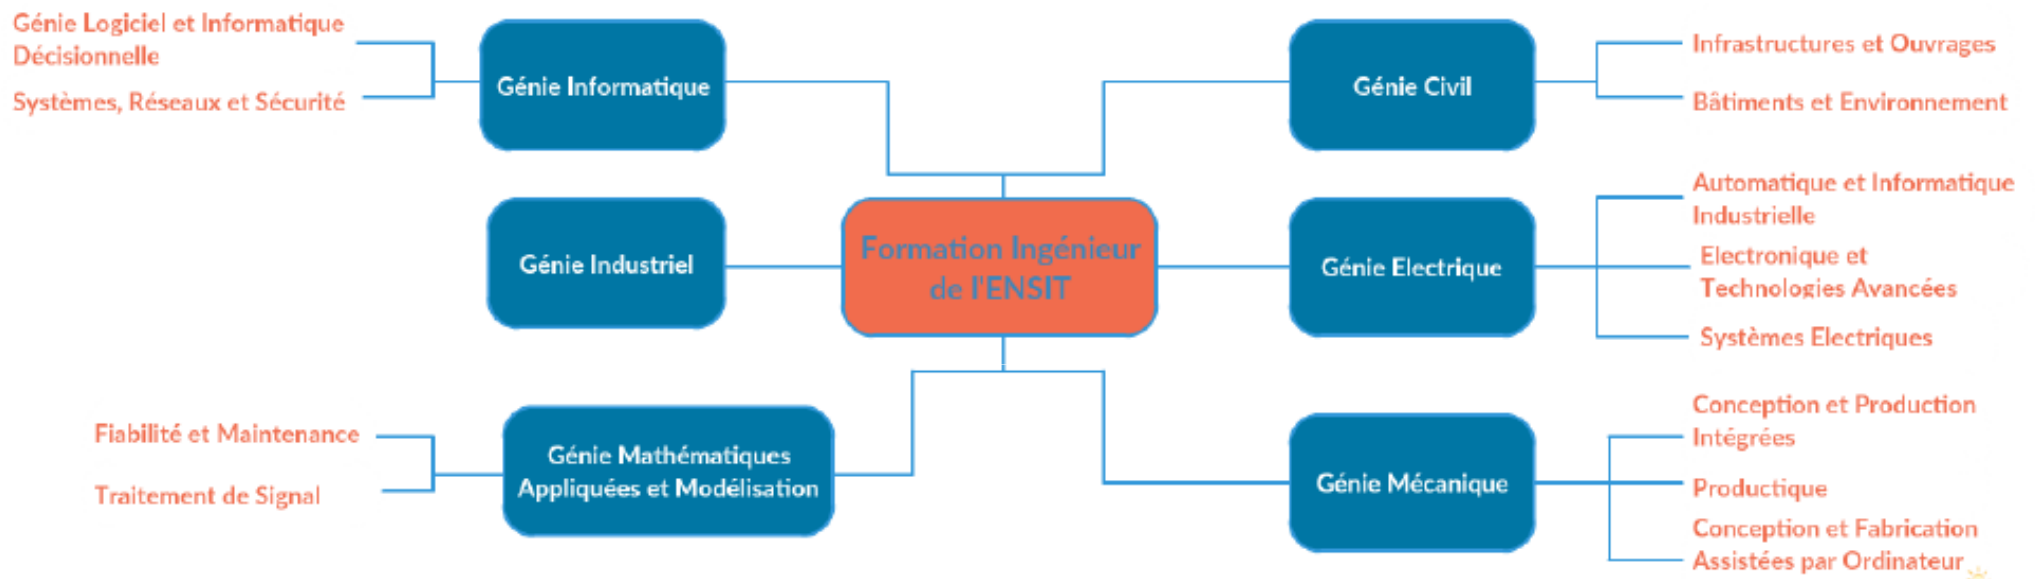 Génie Logiciel et Informatique
Décisionnelle
Systèmes, Réseaux et Sécurité
Génie Informatique
Génie Civil
Infrastructures et Ouvrages
Bâtiments et Environnement
Génie Industriel
Formation Ingénieur
de l'ENSIT
Génie Electrique
Automatique et Informatique
Industrielle
Electronique et
Technologies Avancées
Systèmes Electriques
Fiabilité et Maintenance
Traitement de Signal
Génie Mathématiques
Appliquées et Modélisation
Génie Mécanique
Conception et Production
Intégrées
Productique
Conception et Fabrication
Assistées par Ordinateur